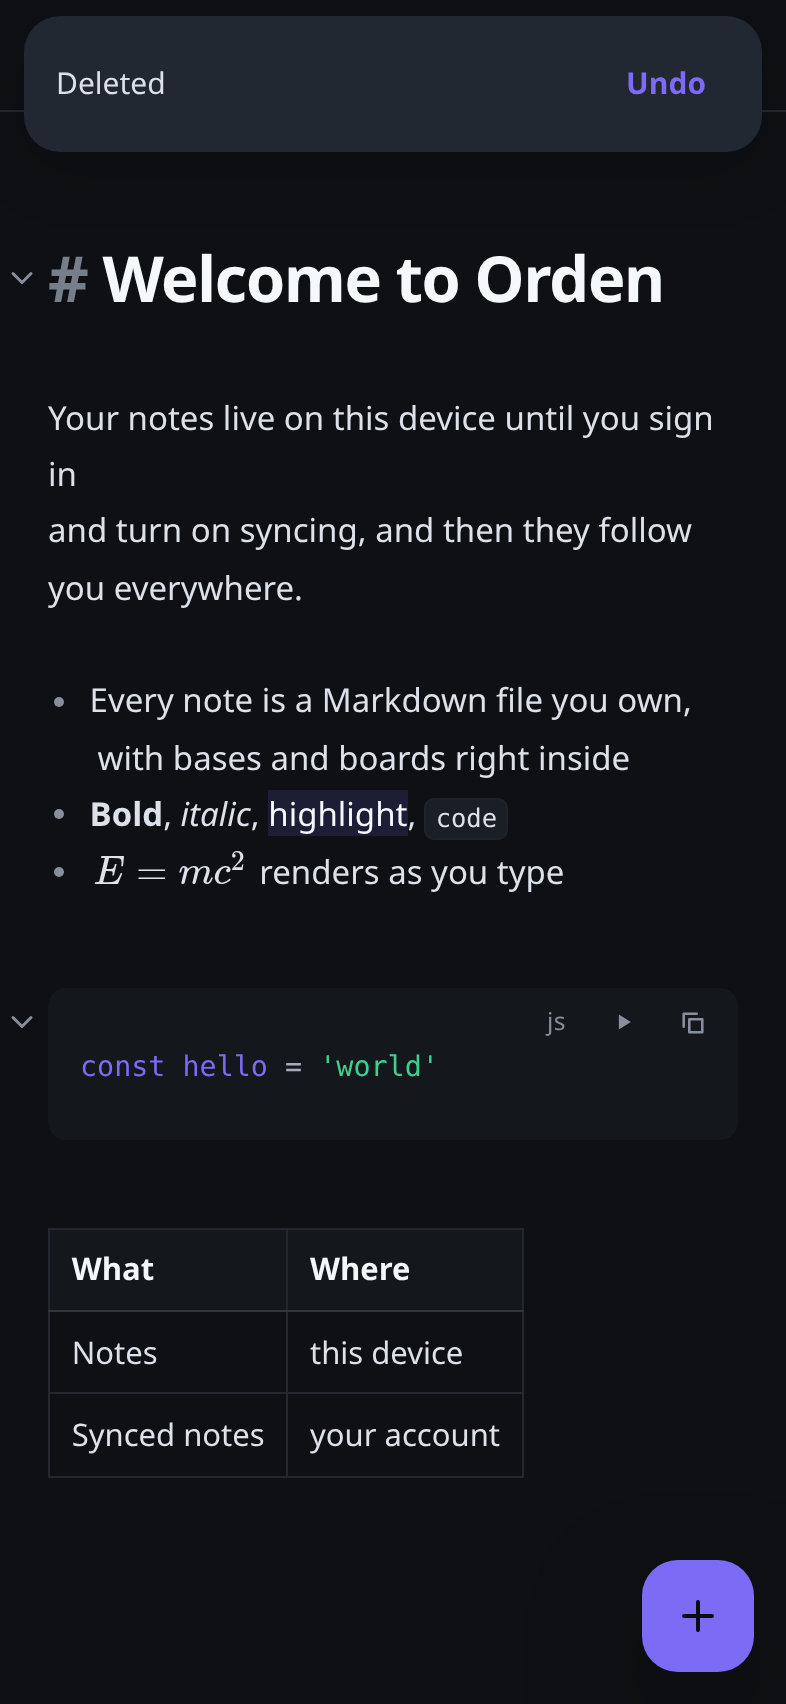 Deleted
Undo
# Welcome to Orden
Your notes live on this device until you sign
in
and turn on syncing, and then they follow
you everywhere.
• Every note is a Markdown file you own,
with bases and boards right inside
• Bold, italic, highlight, code
• E = mc² renders as you type
js
const hello = 'world'
What Where
Notes this device
Synced notes your account